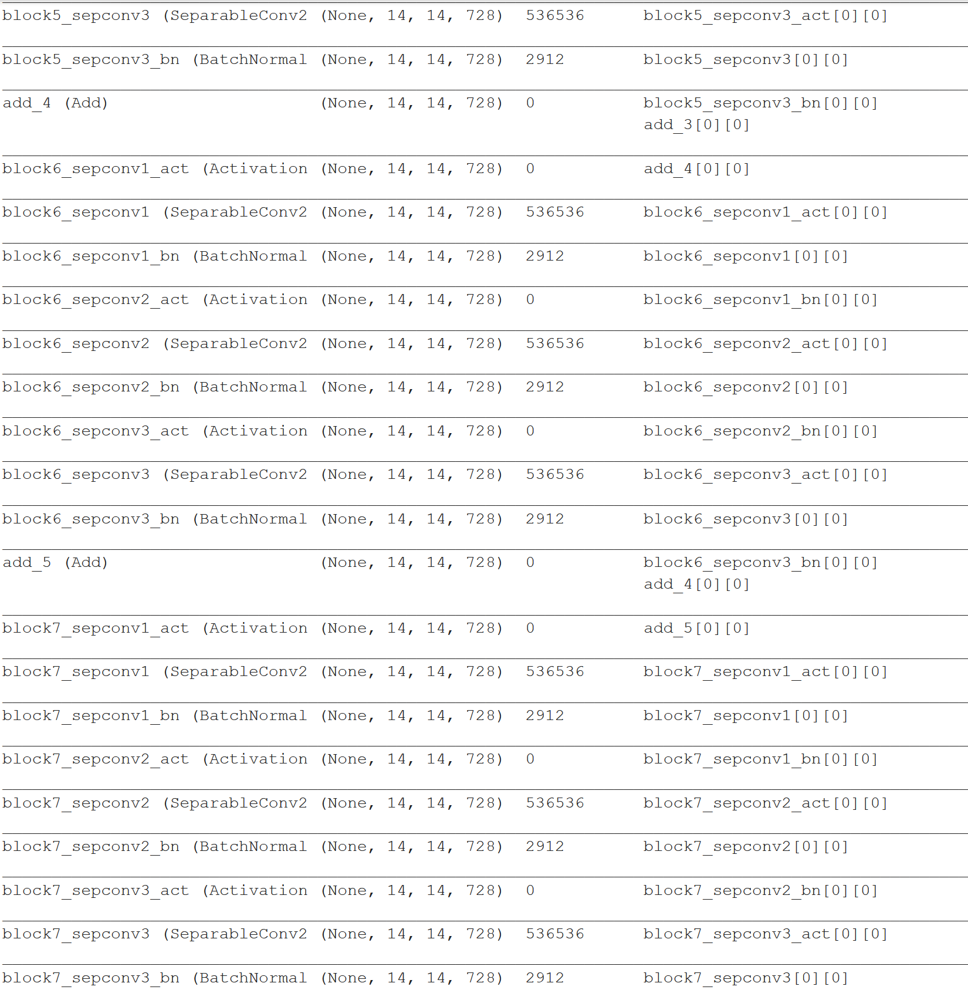 block5_sepconv3 (SeparableConv2 (None, 14, 14, 728) 536536 block5_sepconv3_act[0][0]
block5_sepconv3_bn (BatchNormal (None, 14, 14, 728) 2912 block5_sepconv3[0][0]
add_4 (Add) (None, 14, 14, 728) 0 block5_sepconv3_bn[0][0]
add_3[0][0]
block6_sepconv1_act (Activation (None, 14, 14, 728) 0 add_4[0][0]
block6_sepconv1 (SeparableConv2 (None, 14, 14, 728) 536536 block6_sepconv1_act[0][0]
block6_sepconv1_bn (BatchNormal (None, 14, 14, 728) 2912 block6_sepconv1[0][0]
block6_sepconv2_act (Activation (None, 14, 14, 728) 0 block6_sepconv1_bn[0][0]
block6_sepconv2 (SeparableConv2 (None, 14, 14, 728) 536536 block6_sepconv2_act[0][0]
block6_sepconv2_bn (BatchNormal (None, 14, 14, 728) 2912 block6_sepconv2[0][0]
block6_sepconv3_act (Activation (None, 14, 14, 728) 0 block6_sepconv2_bn[0][0]
block6_sepconv3 (SeparableConv2 (None, 14, 14, 728) 536536 block6_sepconv3_act[0][0]
block6_sepconv3_bn (BatchNormal (None, 14, 14, 728) 2912 block6_sepconv3[0][0]
add_5 (Add) (None, 14, 14, 728) 0 block6_sepconv3_bn[0][0]
add_4[0][0]
block7_sepconv1_act (Activation (None, 14, 14, 728) 0 add_5[0][0]
block7_sepconv1 (SeparableConv2 (None, 14, 14, 728) 536536 block7_sepconv1_act[0][0]
block7_sepconv1_bn (BatchNormal (None, 14, 14, 728) 2912 block7_sepconv1[0][0]
block7_sepconv2_act (Activation (None, 14, 14, 728) 0 block7_sepconv1_bn[0][0]
block7_sepconv2 (SeparableConv2 (None, 14, 14, 728) 536536 block7_sepconv2_act[0][0]
block7_sepconv2_bn (BatchNormal (None, 14, 14, 728) 2912 block7_sepconv2[0][0]
block7_sepconv3_act (Activation (None, 14, 14, 728) 0 block7_sepconv2_bn[0][0]
block7_sepconv3 (SeparableConv2 (None, 14, 14, 728) 536536 block7_sepconv3_act[0][0]
block7_sepconv3_bn (BatchNormal (None, 14, 14, 728) 2912 block7_sepconv3[0][0]